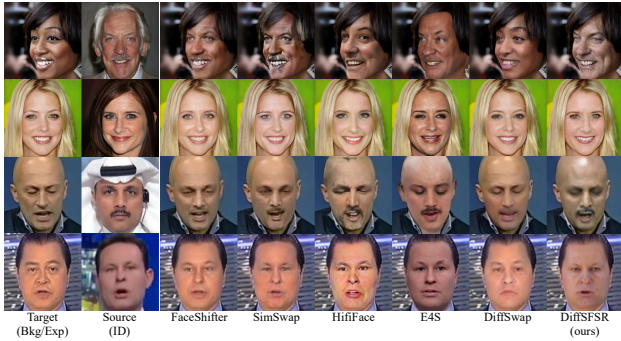 Target Source FaceShifter SimSwap HifiFace E4S DiffSwap DiffSFSR
(Bkg/Exp) (ID) (ours)